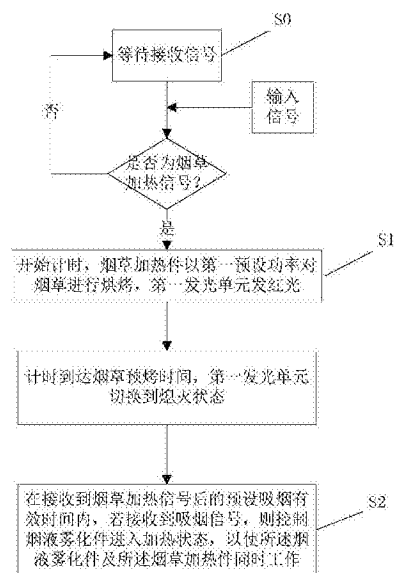 S0
等待接收信号
否
输入
信号
是否为烟草
加热信号?
是
S1
开始计时,烟草加热件以第一预设功率对
烟草进行烘烤,第一发光单元发红光
计时到达烟草预烤时间,第一发光单元
切换到熄灭状态
S2
在接收到烟草加热信号后的预设吸烟有
效时间内,若接收到吸烟信号,则控制
烟液雾化件进入加热状态,以使所述烟
液雾化件及所述烟草加热件同时工作